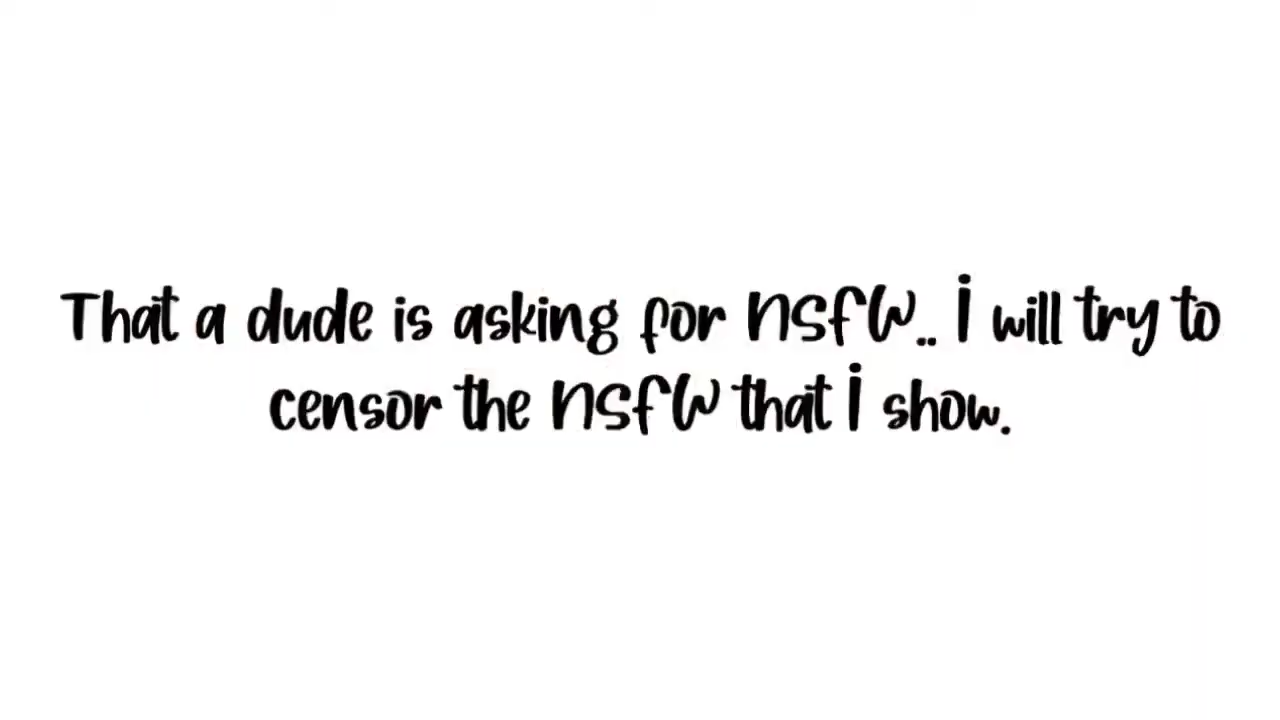 That a dude is asking for NSFW.. I will try to
censor the NSFW that I show.